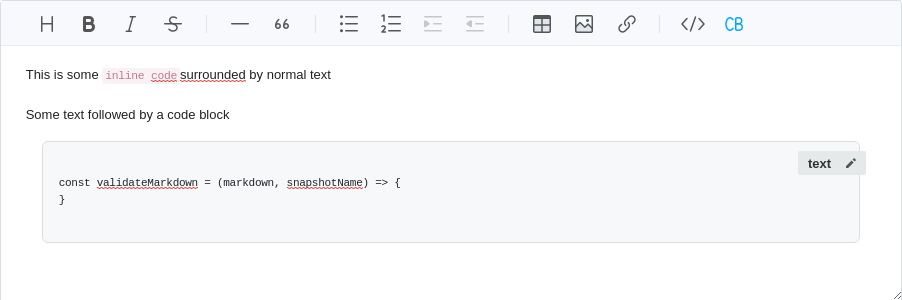 H B I S — 66 </> CB
This is some inline code surrounded by normal text
Some text followed by a code block
text
const validateMarkdown = (markdown, snapshotName) => {
}